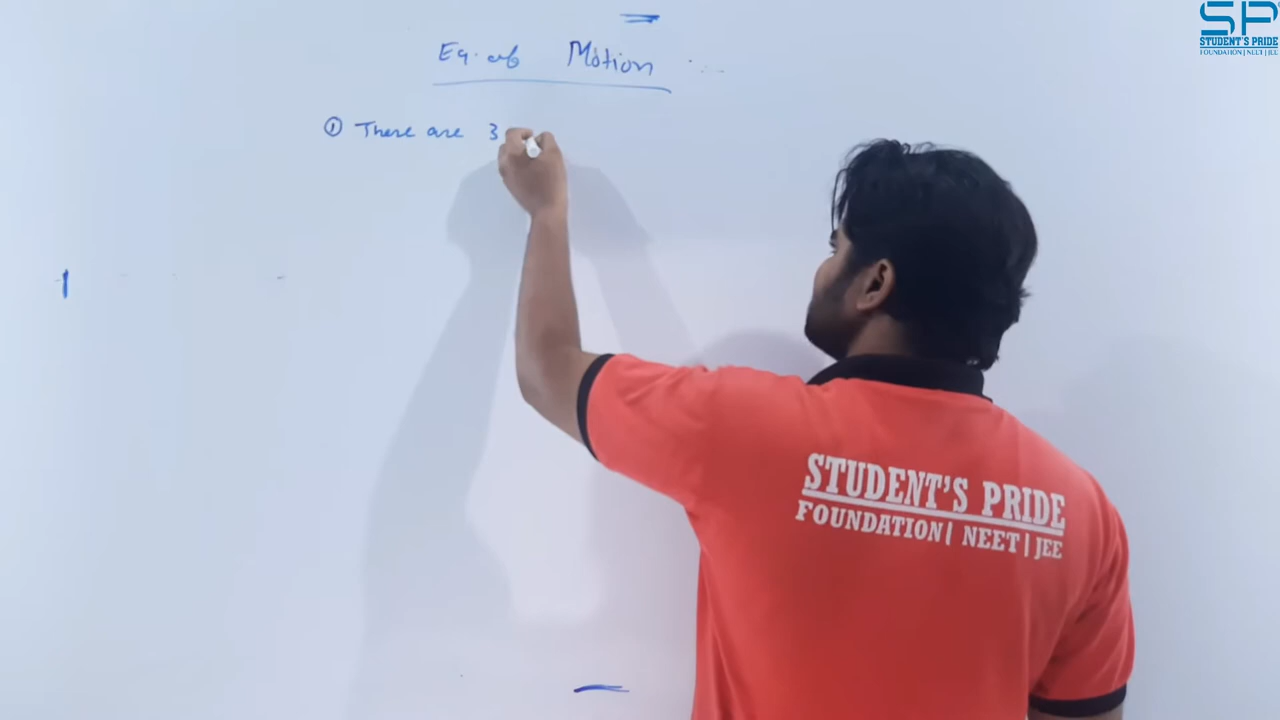 SP
STUDENT'S PRIDE
FOUNDATION | NEET | JEE
Eq. of Motion
① There are 3
STUDENT'S PRIDE
FOUNDATION | NEET | JEE